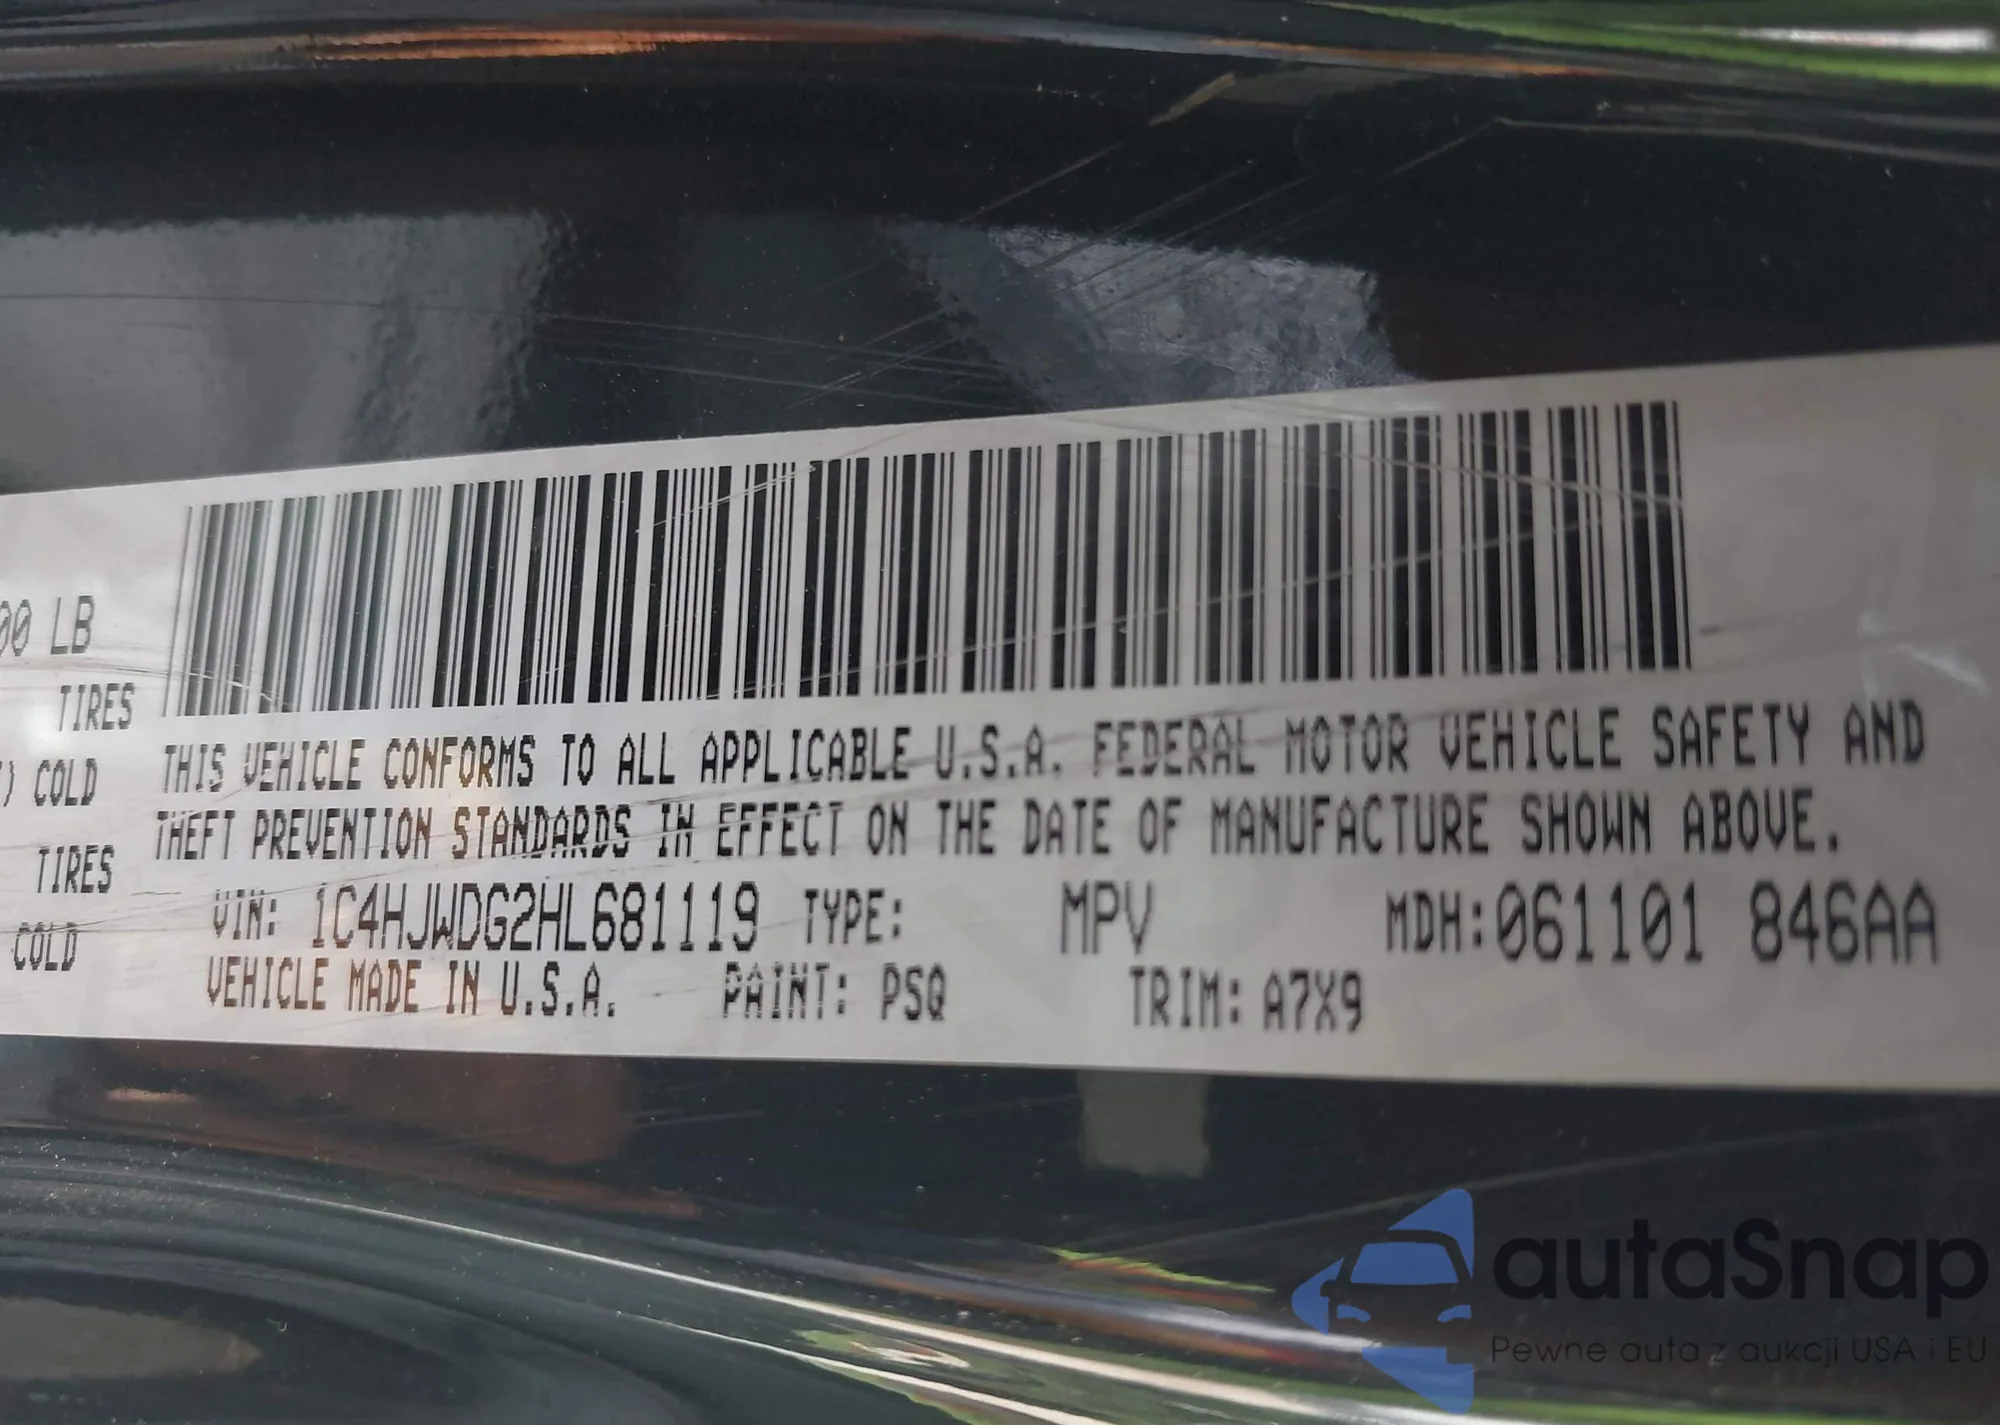 00 LB
TIRES
COLD
TIRES
COLD
THIS VEHICLE CONFORMS TO ALL APPLICABLE U.S.A. FEDERAL MOTOR VEHICLE SAFETY AND
THEFT PREVENTION STANDARDS IN EFFECT ON THE DATE OF MANUFACTURE SHOWN ABOVE.
VIN: 1C4HJWDG2HL681119 TYPE: MPV MDH:061101 846AA
VEHICLE MADE IN U.S.A. PAINT: PSQ TRIM: A7X9
autaSnap
Pewne auta z aukcji USA i EU